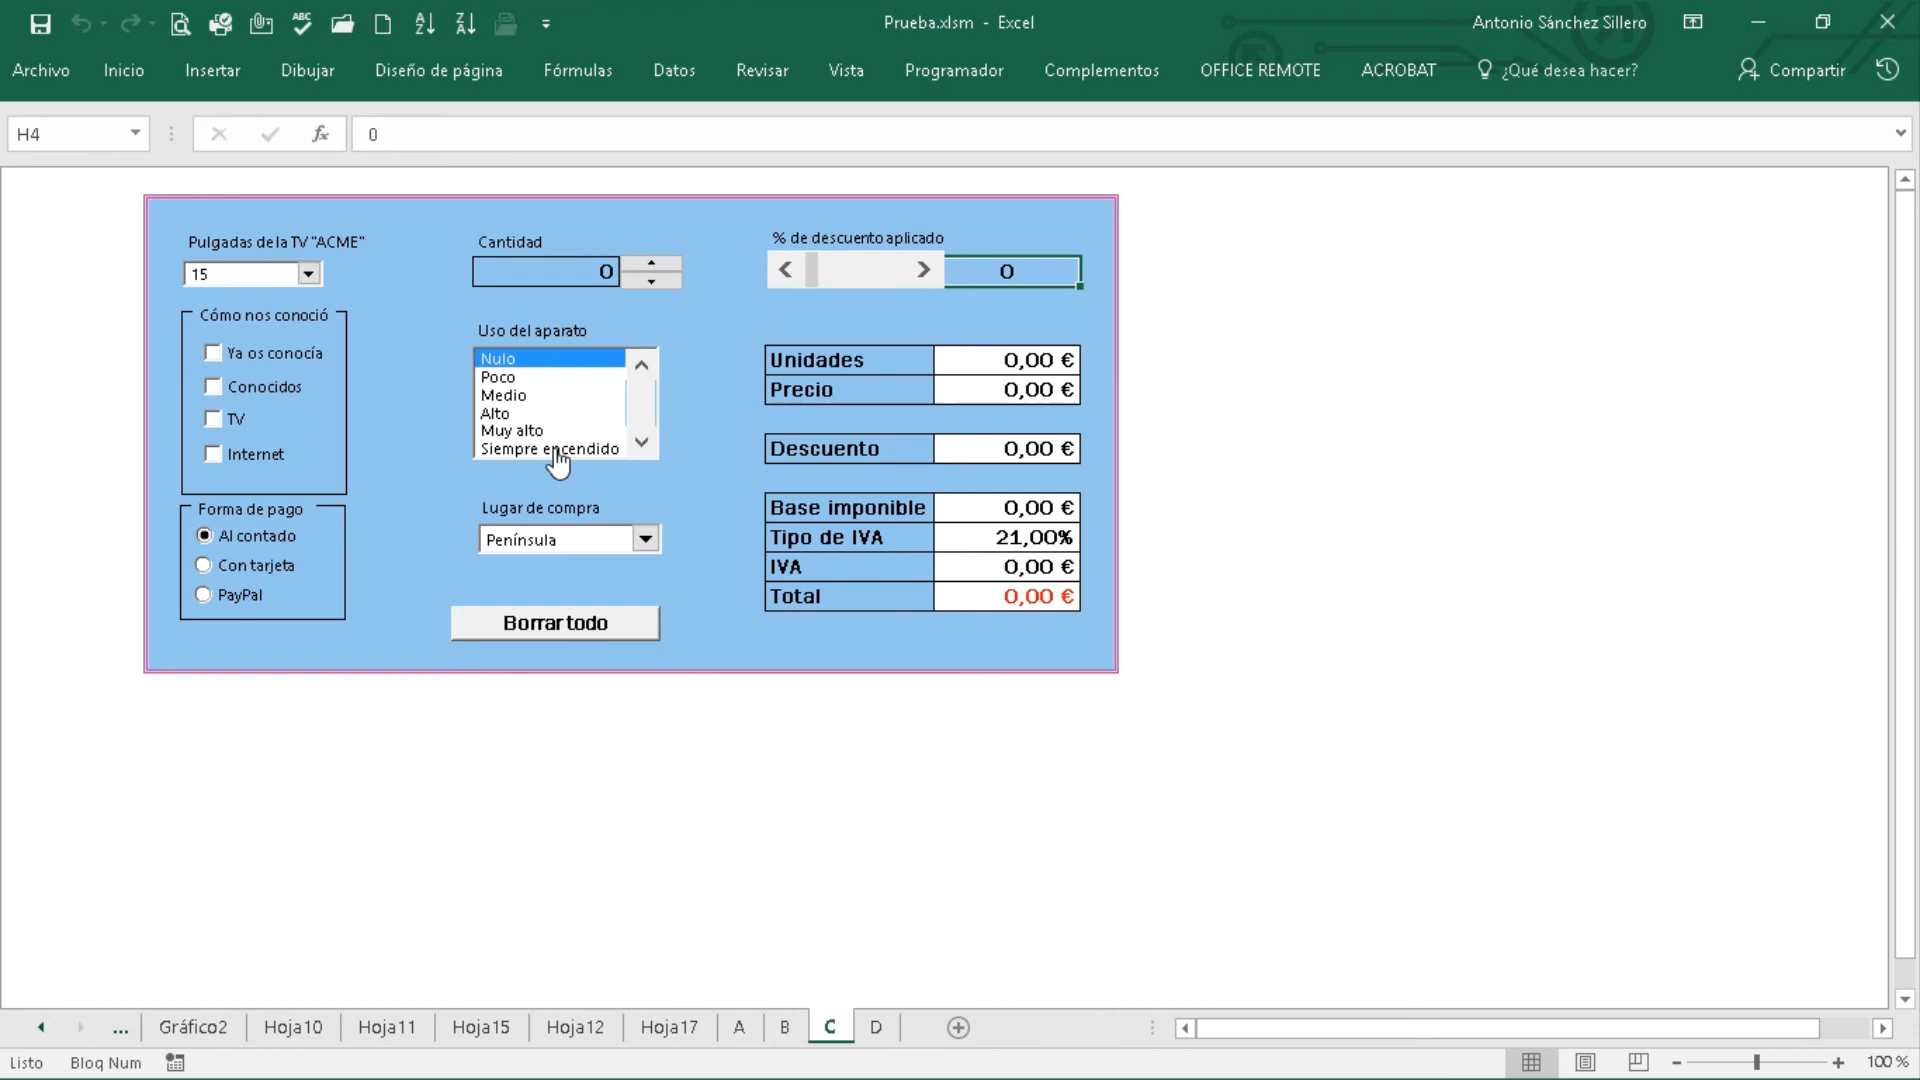 Prueba.xlsm - Excel
Antonio Sánchez Sillero
Archivo Inicio Insertar Dibujar Diseño de página Fórmulas Datos Revisar Vista Programador Complementos OFFICE REMOTE ACROBAT ¿Qué desea hacer? Compartir
H4 fx 0
Pulgadas de la TV "ACME"
15
Cómo nos conoció
Ya os conocía
Conocidos
TV
Internet
Forma de pago
Al contado
Con tarjeta
PayPal
Cantidad
0
Uso del aparato
Nulo
Poco
Medio
Alto
Muy alto
Siempre encendido
Lugar de compra
Península
Borrar todo
% de descuento aplicado
0
Unidades 0,00 €
Precio 0,00 €
Descuento 0,00 €
Base imponible 0,00 €
Tipo de IVA 21,00%
IVA 0,00 €
Total 0,00 €
... Gráfico2 Hoja10 Hoja11 Hoja15 Hoja12 Hoja17 A B C D
Listo Bloq Num 100 %